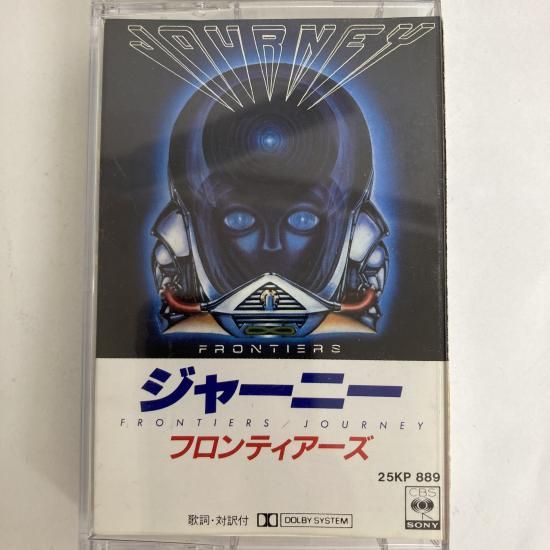 JOURNEY
FRONTIERS
ジャーニー
FRONTIERS / JOURNEY
フロンティアーズ
25KP 889
CBS
SONY
歌詞・対訳付 DOLBY SYSTEM